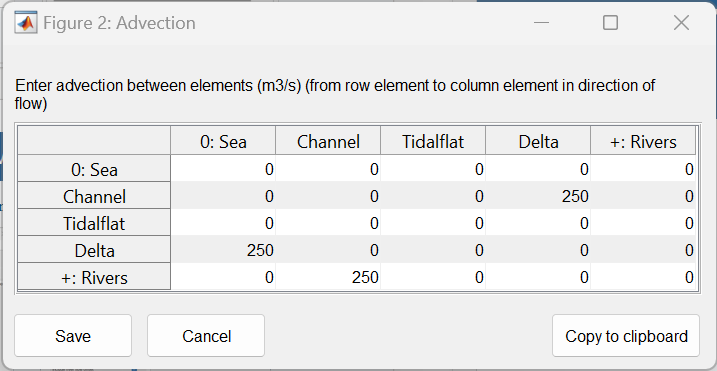 Figure 2: Advection
Enter advection between elements (m3/s) (from row element to column element in direction of
flow)
0: Sea Channel Tidalflat Delta +: Rivers
0: Sea 0 0 0 0 0
Channel 0 0 0 250 0
Tidalflat 0 0 0 0 0
Delta 250 0 0 0 0
+: Rivers 0 250 0 0 0
Save Cancel Copy to clipboard